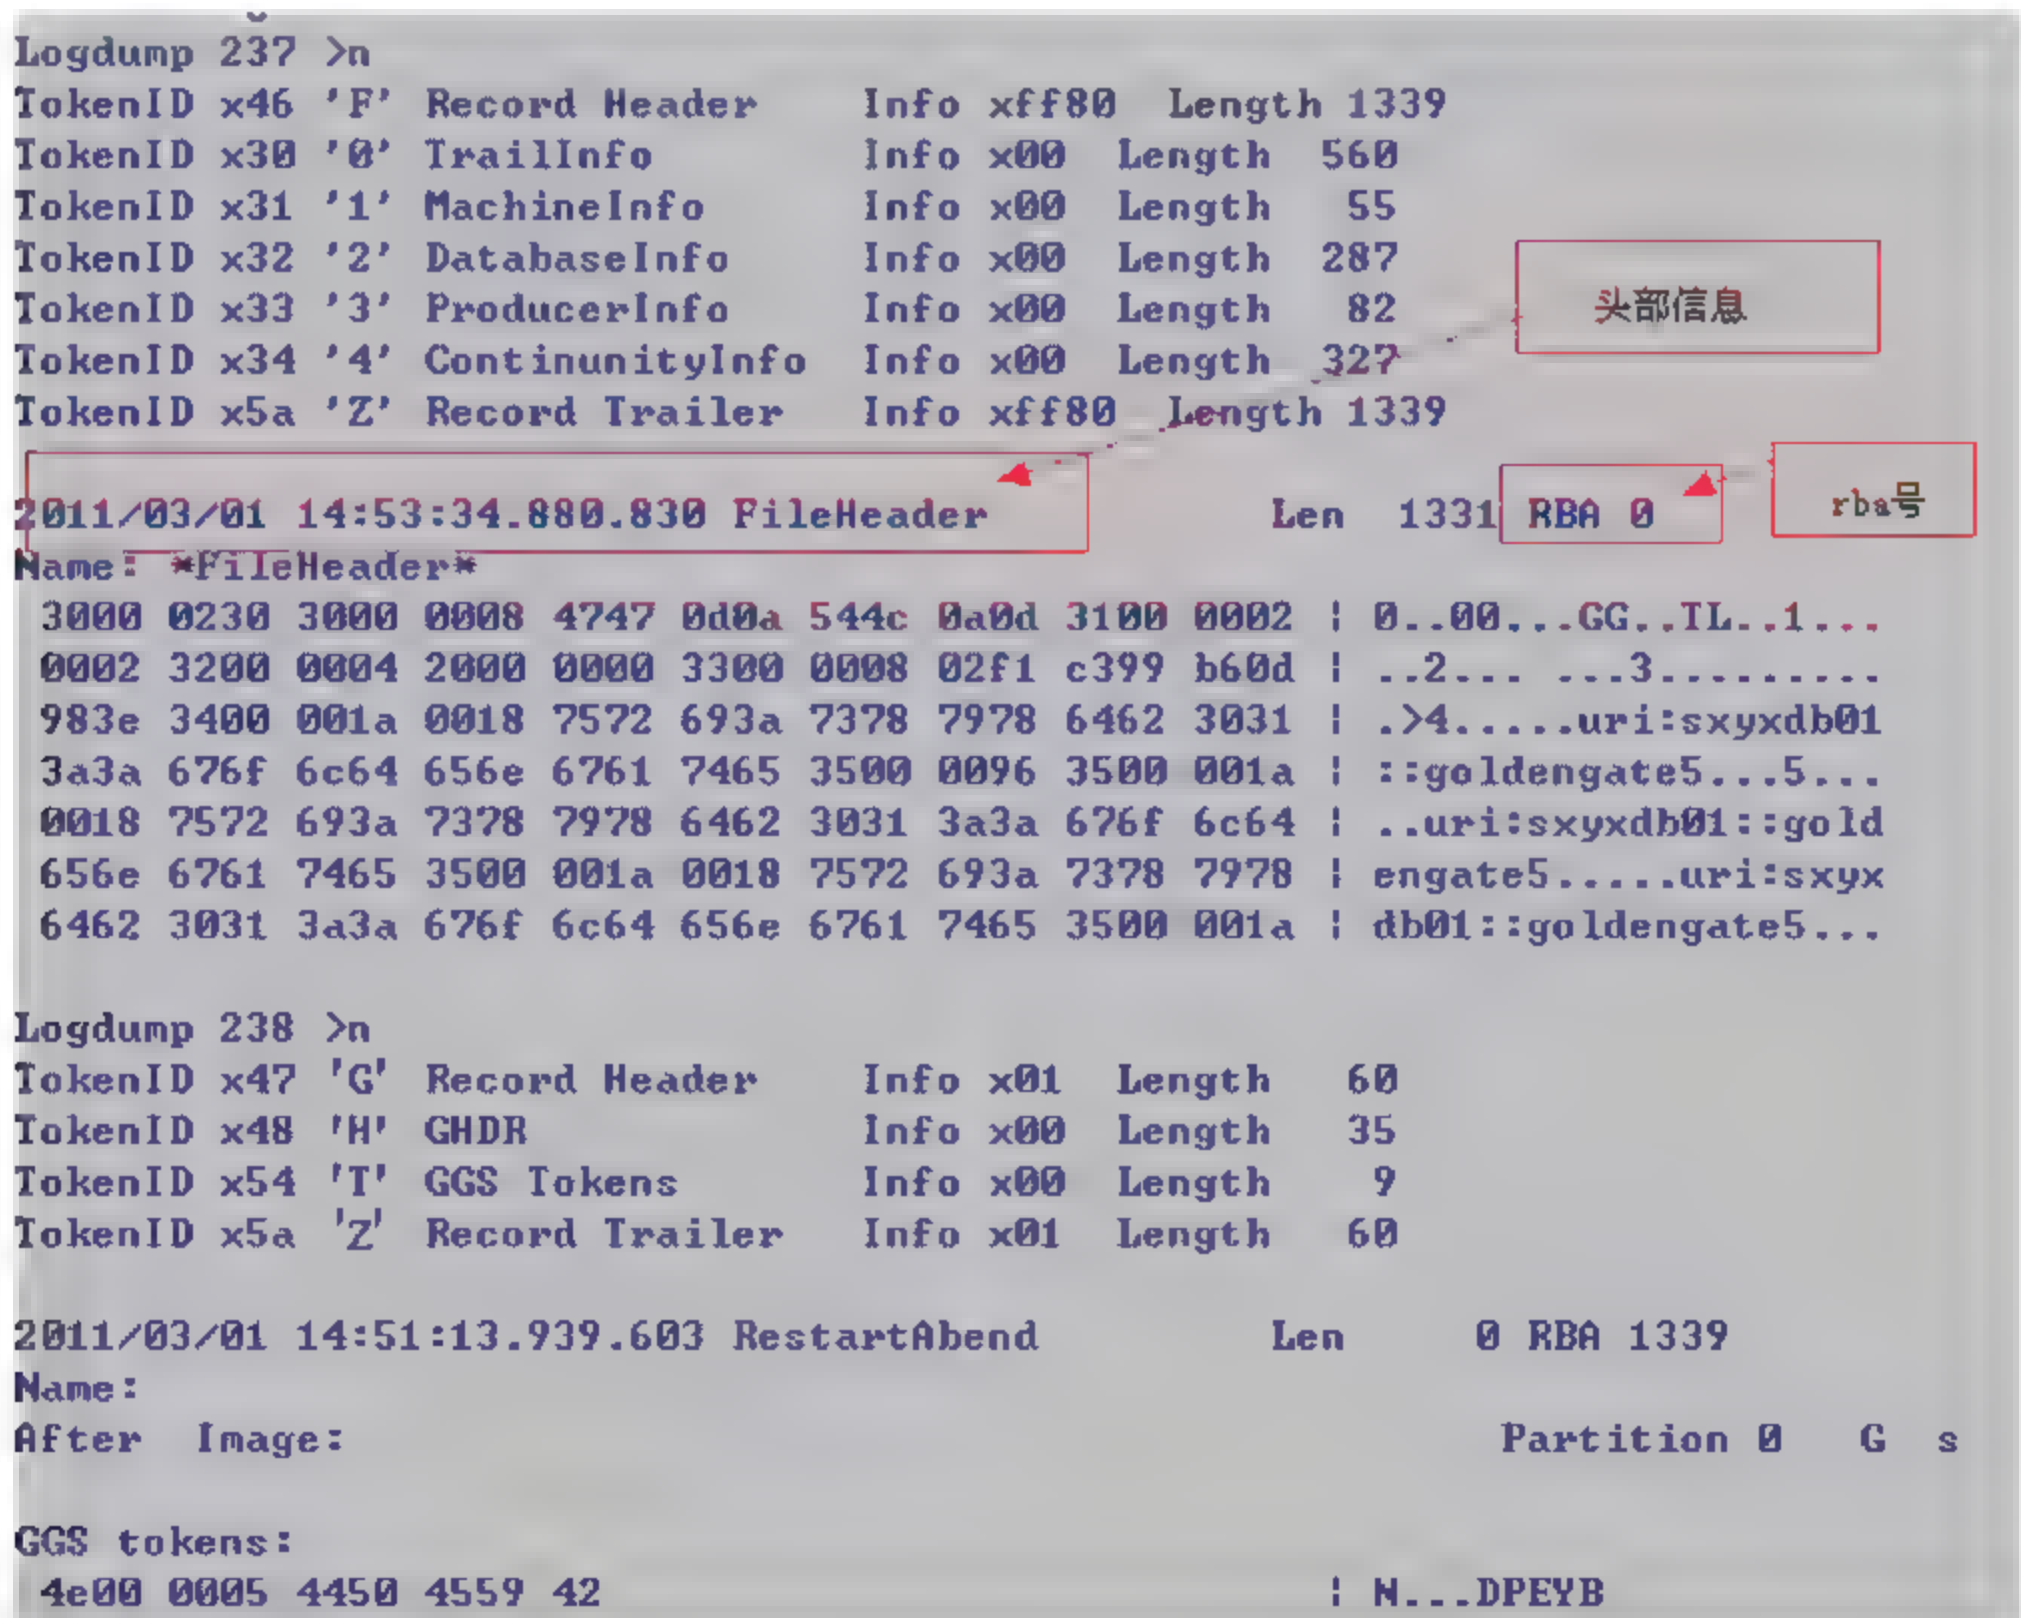 Logdump 237 >n
TokenID x46 'F' Record Header Info xff80 Length 1339
TokenID x30 '0' TrailInfo Info x00 Length 560
TokenID x31 '1' MachineInfo Info x00 Length 55
TokenID x32 '2' DatabaseInfo Info x00 Length 287
TokenID x33 '3' ProducerInfo Info x00 Length 82
头部信息
TokenID x34 '4' ContinunityInfo Info x00 Length 327
TokenID x5a 'Z' Record Trailer Info xff80 Length 1339
2011/03/01 14:53:34.880.830 FileHeader Len 1331 RBA 0
rba号
Name: *FileHeader*
3000 0230 3000 0008 4747 0d0a 544c 0a0d 3100 0002 | 0..00...GG..TL..1...
0002 3200 0004 2000 0000 3300 0008 02f1 c399 b60d | ..2... ...3.........
983e 3400 001a 0018 7572 693a 7378 7978 6462 3031 | .>4.....uri:sxyxdb01
3a3a 676f 6c64 656e 6761 7465 3500 0096 3500 001a | ::goldengate5...5...
0018 7572 693a 7378 7978 6462 3031 3a3a 676f 6c64 | ..uri:sxyxdb01::gold
656e 6761 7465 3500 001a 0018 7572 693a 7378 7978 | engate5.....uri:sxyx
6462 3031 3a3a 676f 6c64 656e 6761 7465 3500 001a | db01::goldengate5...
Logdump 238 >n
TokenID x47 'G' Record Header Info x01 Length 60
TokenID x48 'H' GHDR Info x00 Length 35
TokenID x54 'T' GGS Tokens Info x00 Length 9
TokenID x5a 'Z' Record Trailer Info x01 Length 60
2011/03/01 14:51:13.939.603 RestartAbend Len 0 RBA 1339
Name:
After Image: Partition 0 G s
GGS tokens:
4e00 0005 4450 4559 42 | N...DPEYB